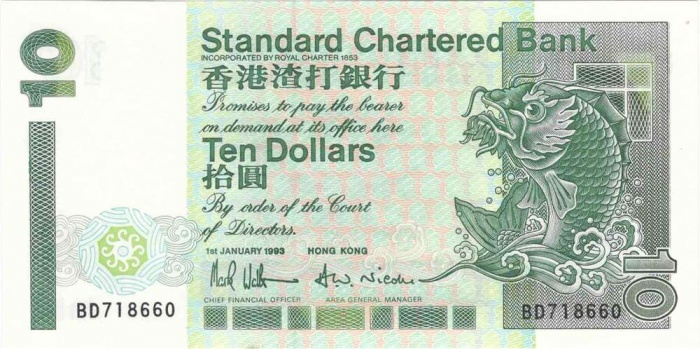 10
Standard Chartered Bank
INCORPORATED BY ROYAL CHARTER 1853
香港渣打銀行
Promises to pay the bearer
on demand at its office here
Ten Dollars
拾圓
By order of the Court
of Directors.
1st JANUARY 1993 HONG KONG
CHIEF FINANCIAL OFFICER AREA GENERAL MANAGER
BD718660
BD718660
10